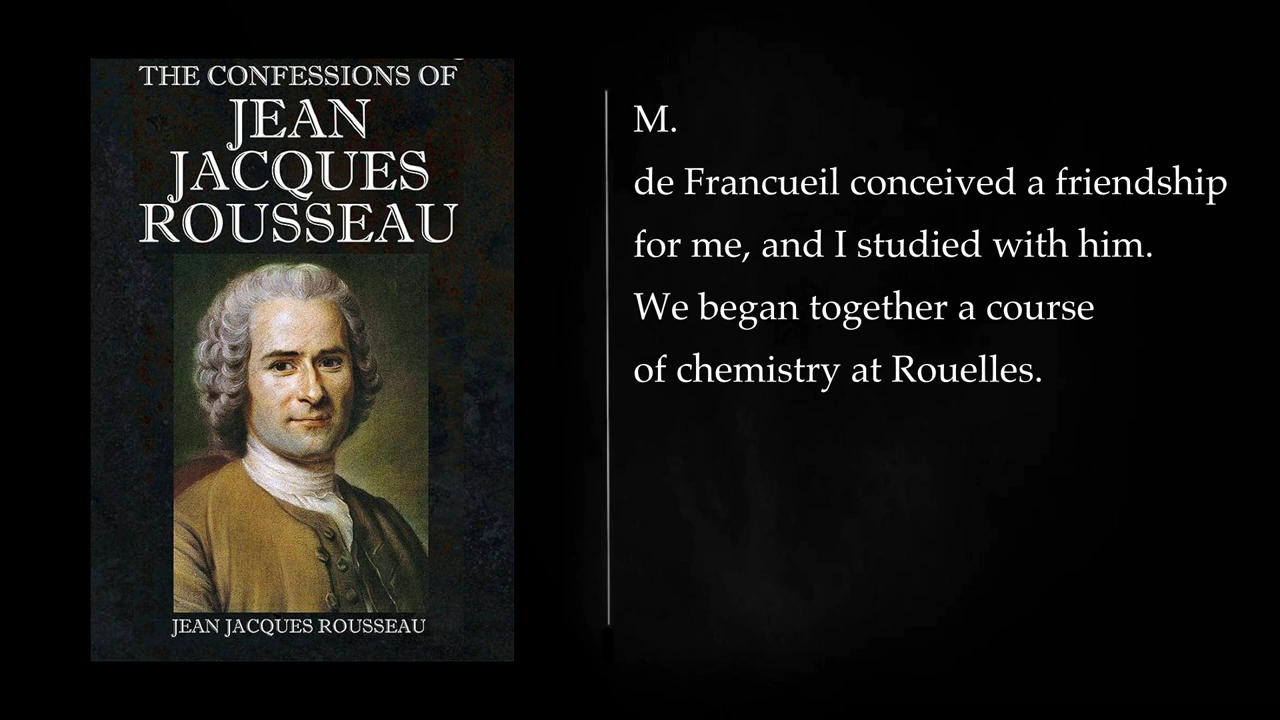 THE CONFESSIONS OF
JEAN
JACQUES
ROUSSEAU
JEAN JACQUES ROUSSEAU
M.
de Francueil conceived a friendship
for me, and I studied with him.
We began together a course
of chemistry at Rouelles.